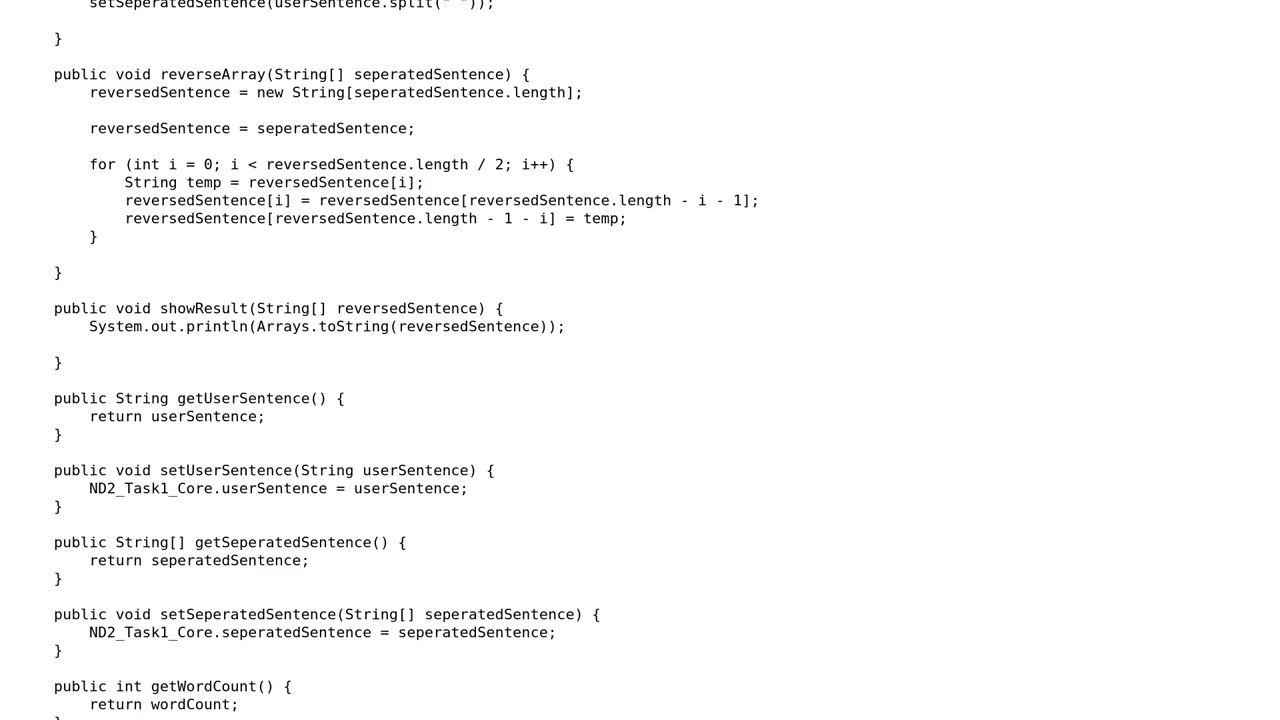 setSeperatedSentence(userSentence.split(" "));
}
public void reverseArray(String[] seperatedSentence) {
reversedSentence = new String[seperatedSentence.length];
reversedSentence = seperatedSentence;
for (int i = 0; i < reversedSentence.length / 2; i++) {
String temp = reversedSentence[i];
reversedSentence[i] = reversedSentence[reversedSentence.length - i - 1];
reversedSentence[reversedSentence.length - 1 - i] = temp;
}
}
public void showResult(String[] reversedSentence) {
System.out.println(Arrays.toString(reversedSentence));
}
public String getUserSentence() {
return userSentence;
}
public void setUserSentence(String userSentence) {
ND2_Task1_Core.userSentence = userSentence;
}
public String[] getSeperatedSentence() {
return seperatedSentence;
}
public void setSeperatedSentence(String[] seperatedSentence) {
ND2_Task1_Core.seperatedSentence = seperatedSentence;
}
public int getWordCount() {
return wordCount;
}